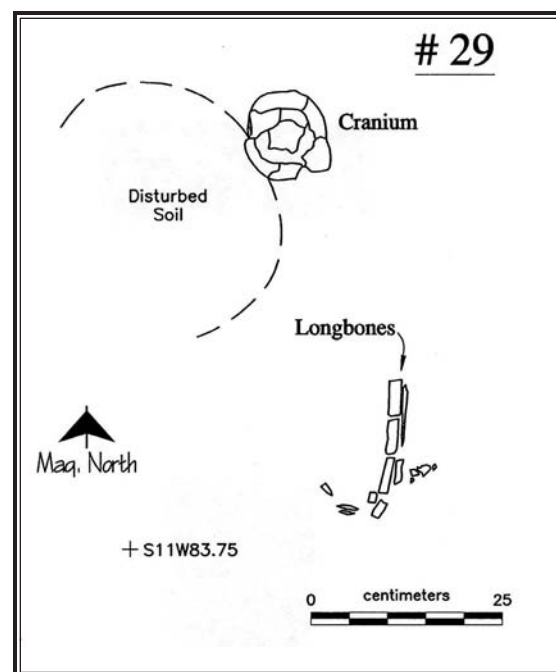 # 29
Cranium
Disturbed
Soil
Longbones
Mag. North
S11W83.75
centimeters
0 25